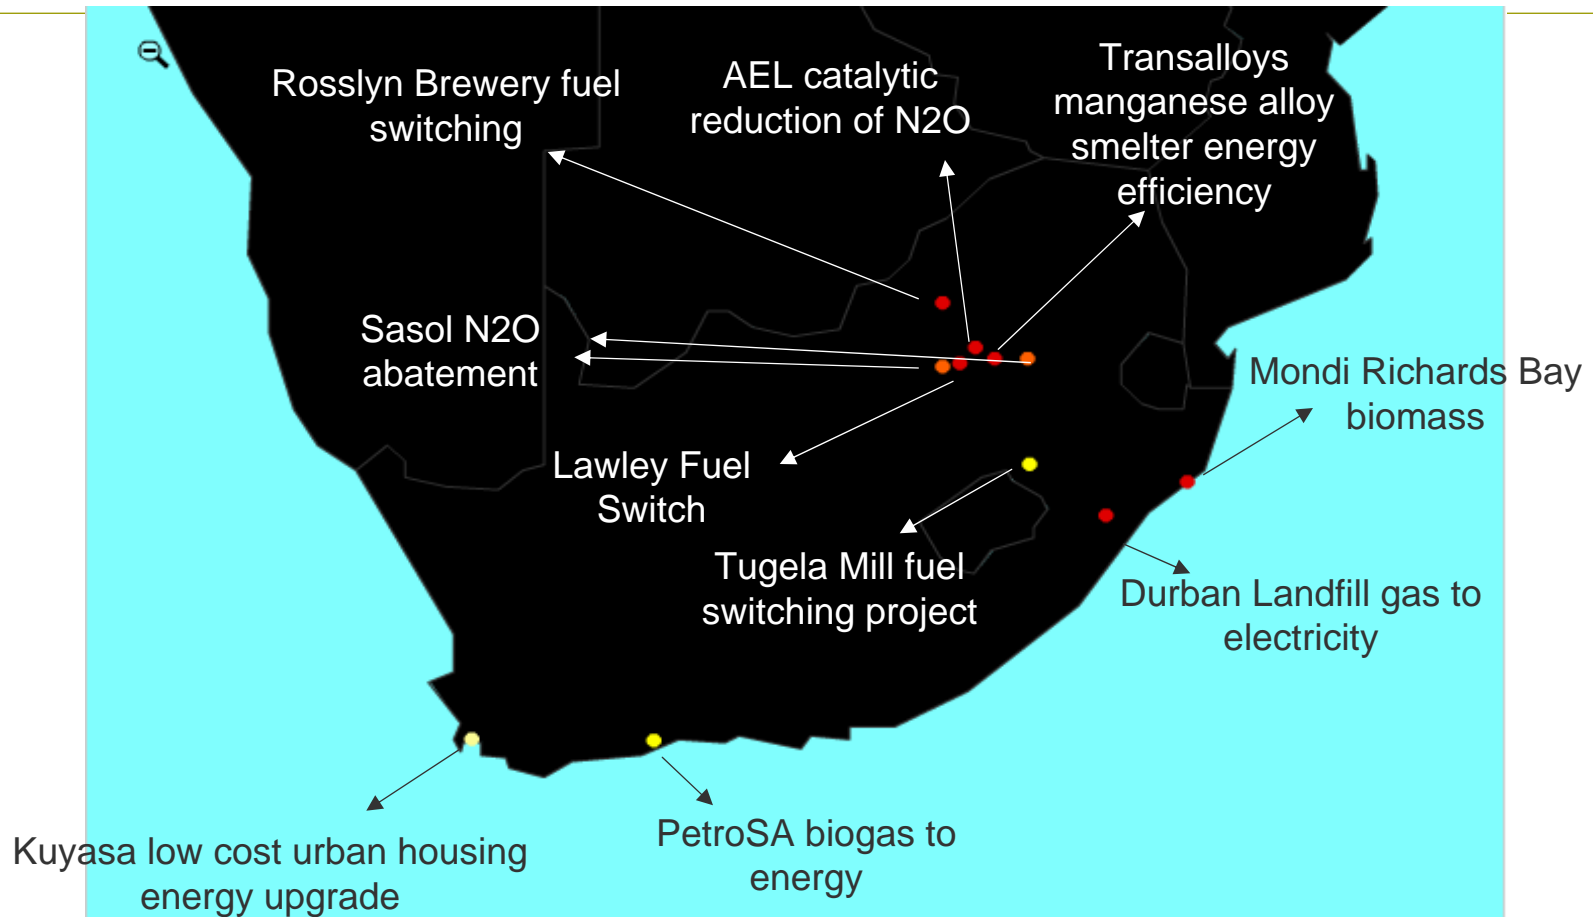 Rosslyn Brewery fuel
switching
AEL catalytic
reduction of N2O
Transalloys
manganese alloy
smelter energy
efficiency
Sasol N2O
abatement
Mondi Richards Bay
biomass
Lawley Fuel
Switch
Tugela Mill fuel
switching project
Durban Landfill gas to
electricity
Kuyasa low cost urban housing
energy upgrade
PetroSA biogas to
energy